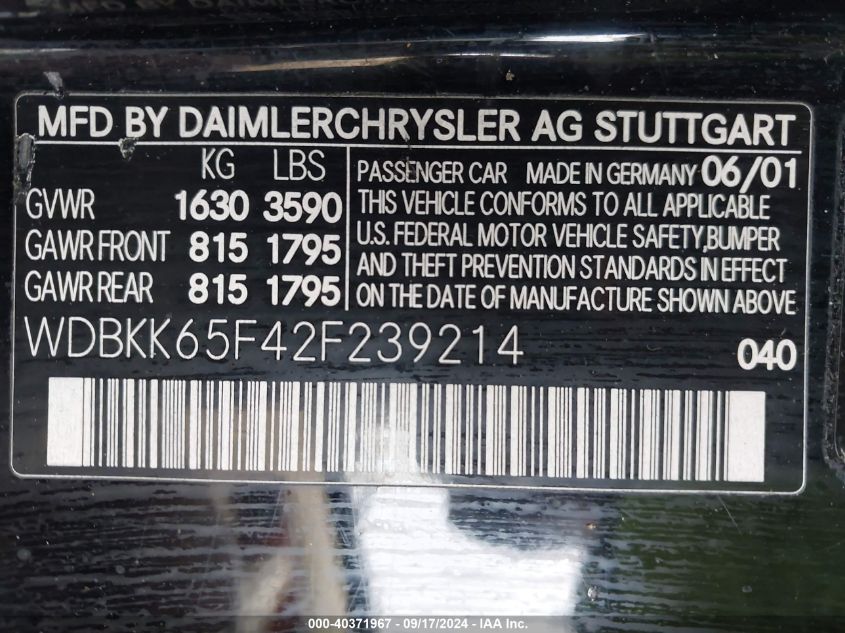 MFD BY DAIMLERCHRYSLER AG STUTTGART
KG LBS
GVWR 1630 3590
GAWR FRONT 815 1795
GAWR REAR 815 1795
PASSENGER CAR MADE IN GERMANY 06/01
THIS VEHICLE CONFORMS TO ALL APPLICABLE
U.S. FEDERAL MOTOR VEHICLE SAFETY,BUMPER
AND THEFT PREVENTION STANDARDS IN EFFECT
ON THE DATE OF MANUFACTURE SHOWN ABOVE
WDBKK65F42F239214 040
000-40371967 - 09/17/2024 - IAA Inc.